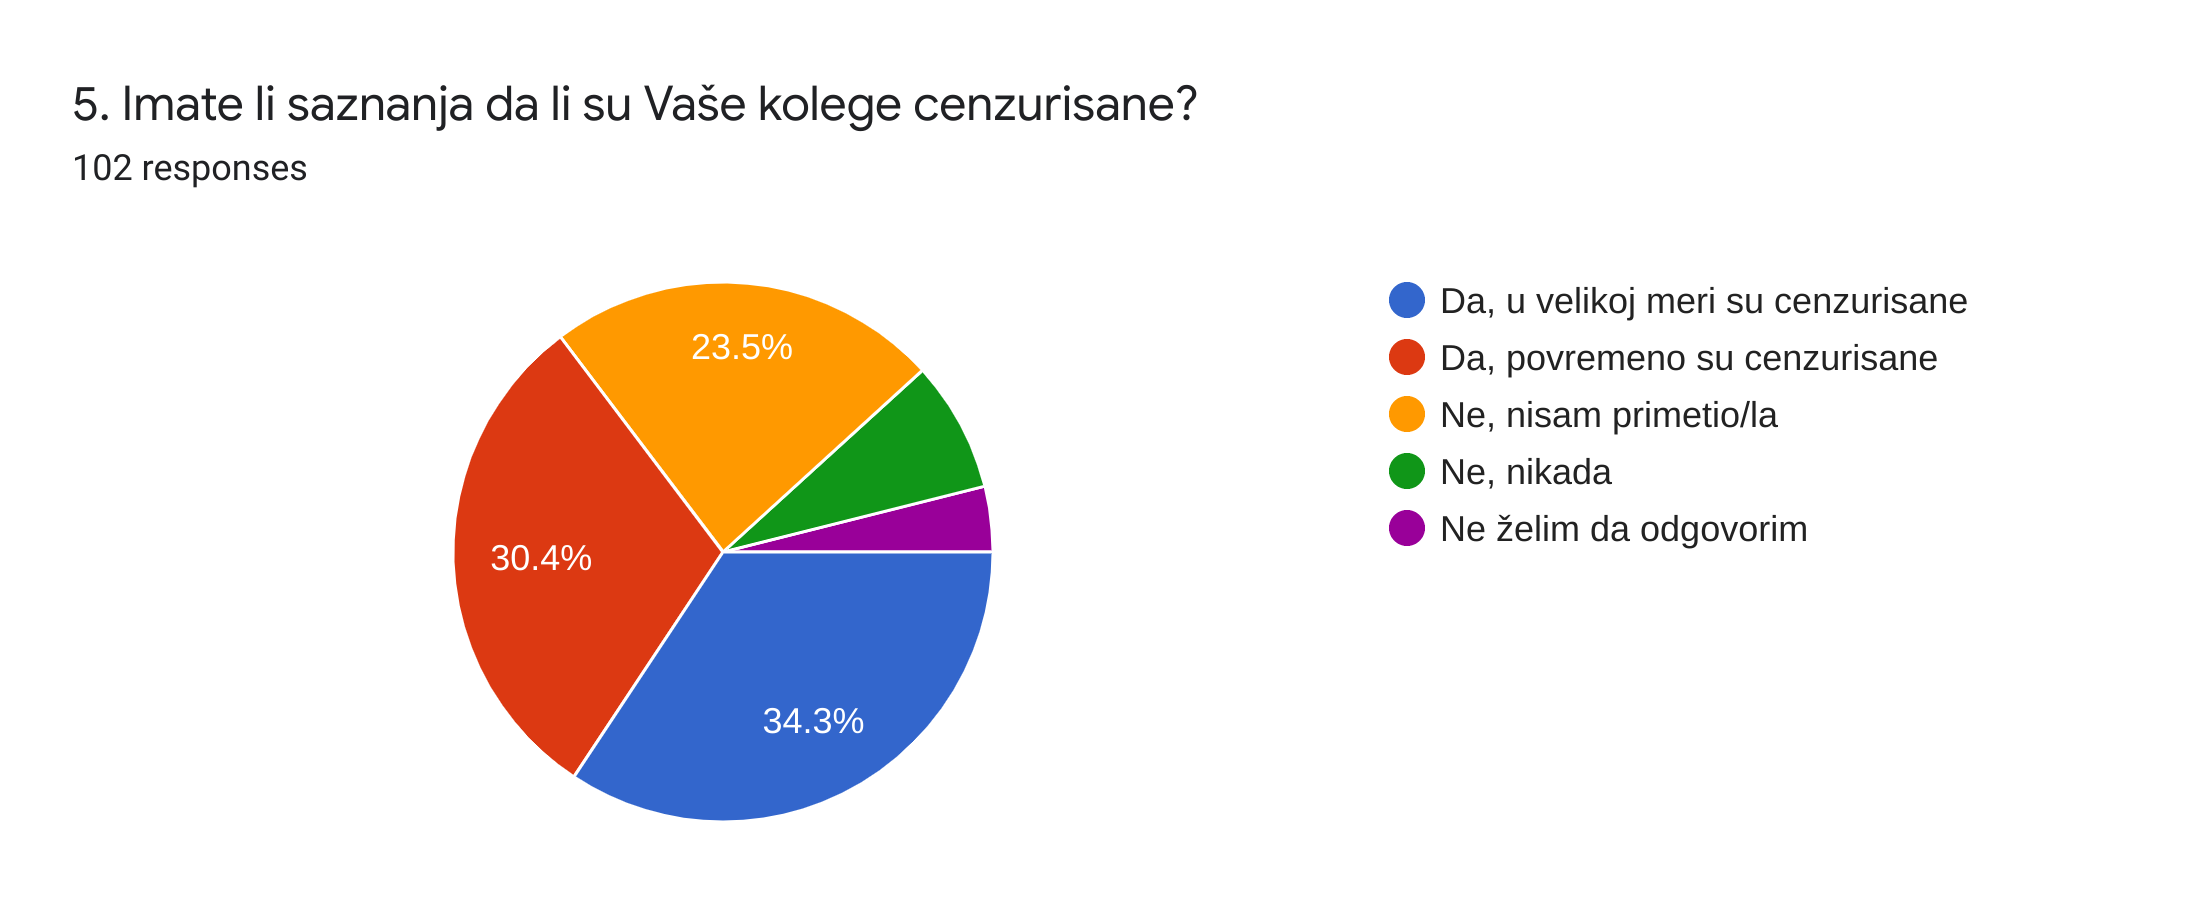 5. Imate li saznanja da li su Vaše kolege cenzurisane?
102 responses
23.5%
30.4%
34.3%
Da, u velikoj meri su cenzurisane
Da, povremeno su cenzurisane
Ne, nisam primetio/la
Ne, nikada
Ne želim da odgovorim